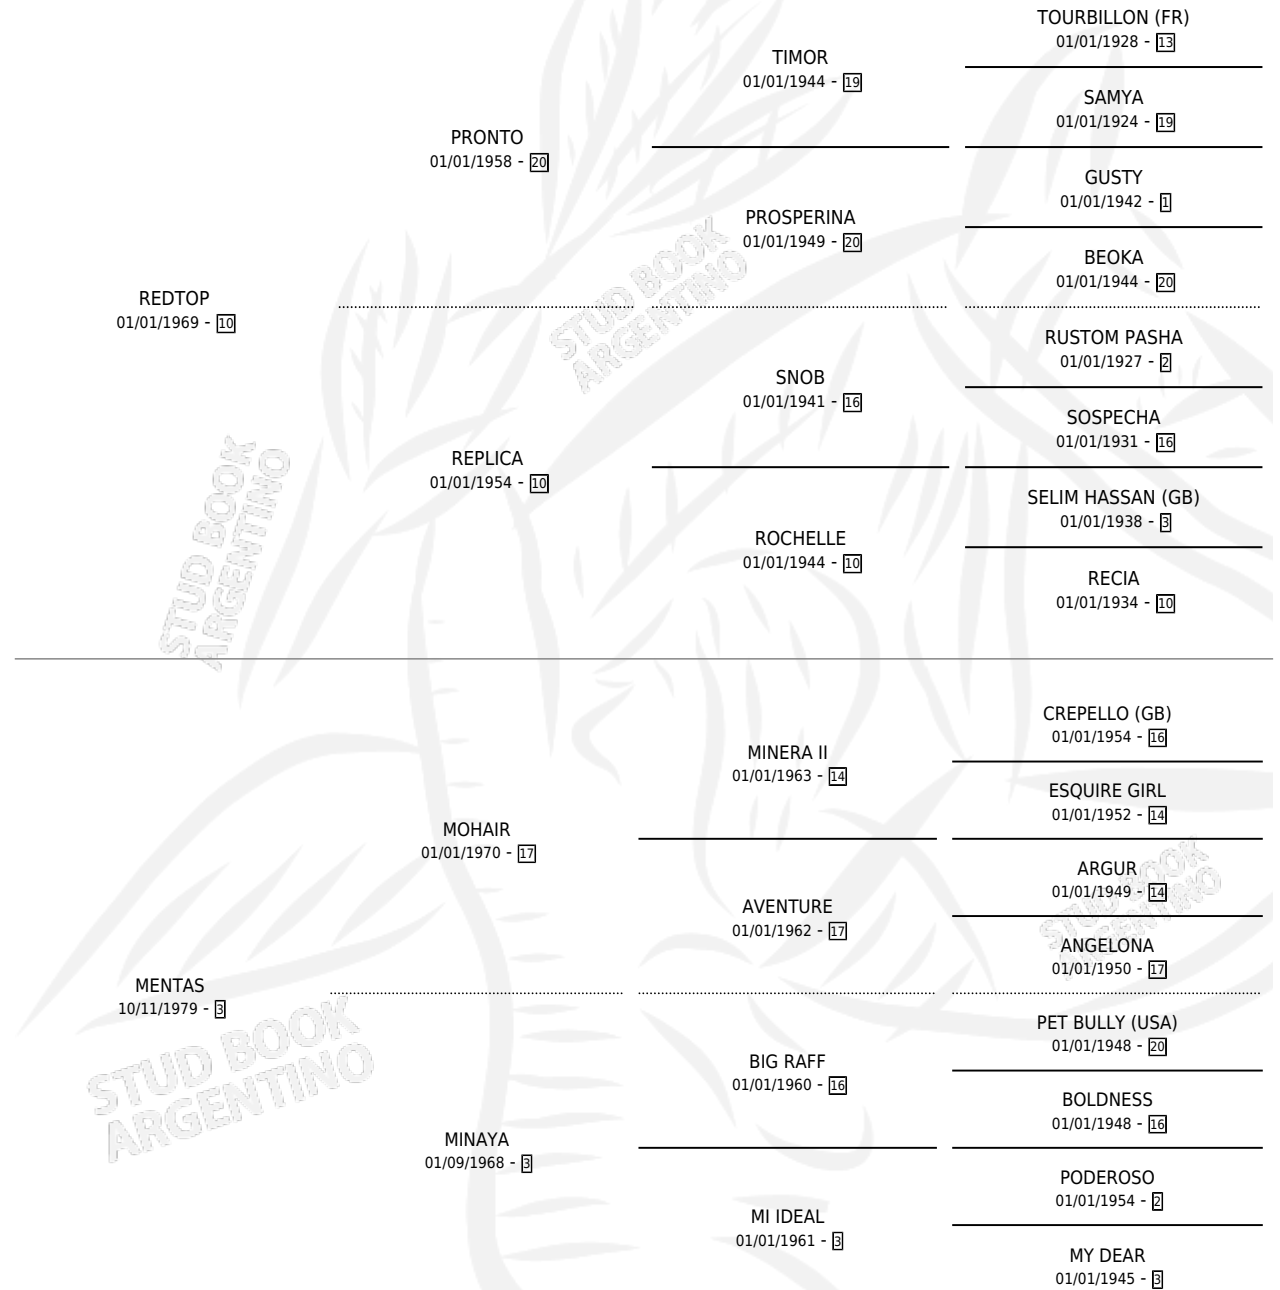 TOURBILLON (FR)
01/01/1928 - 13
TIMOR
01/01/1944 - 19
SAMYA
01/01/1924 - 19
PRONTO
01/01/1958 - 20
GUSTY
01/01/1942 - 1
PROSPERINA
01/01/1949 - 20
BEOKA
01/01/1944 - 20
REDTOP
01/01/1969 - 10
RUSTOM PASHA
01/01/1927 - 2
SNOB
01/01/1941 - 16
SOSPECHA
01/01/1931 - 16
REPLICA
01/01/1954 - 10
SELIM HASSAN (GB)
01/01/1938 - 3
ROCHELLE
01/01/1944 - 10
RECIA
01/01/1934 - 10
CREPELLO (GB)
01/01/1954 - 16
MINERA II
01/01/1963 - 14
ESQUIRE GIRL
01/01/1952 - 14
MOHAIR
01/01/1970 - 17
ARGUR
01/01/1949 - 14
AVENTURE
01/01/1962 - 17
ANGELONA
01/01/1950 - 17
MENTAS
10/11/1979 - 3
PET BULLY (USA)
01/01/1948 - 20
BIG RAFF
01/01/1960 - 16
BOLDNESS
01/01/1948 - 16
MINAYA
01/09/1968 - 3
PODEROSO
01/01/1954 - 2
MI IDEAL
01/01/1961 - 3
MY DEAR
01/01/1945 - 3
STUD BOOK
ARGENTINO
STUD BOOK
ARGENTINO
STUD BOOK
ARGENTINO
STUD BOOK
ARGENTINO